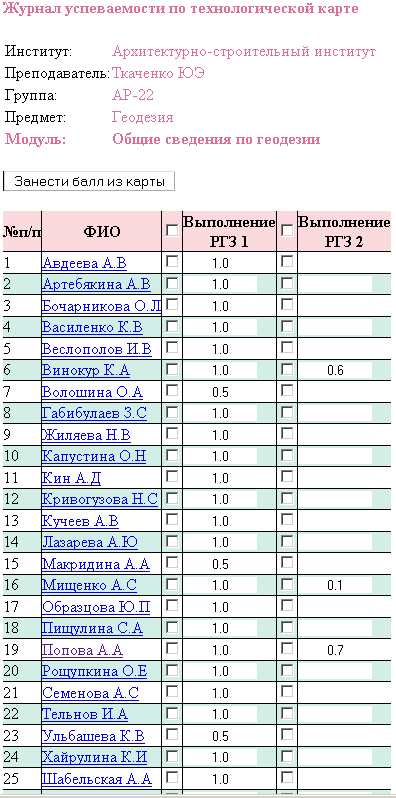 Журнал успеваемости по технологической карте
Институт: Архитектурно-строительный институт
Преподаватель: Ткаченко ЮЭ
Группа: АР-22
Предмет: Геодезия
Модуль: Общие сведения по геодезии
Занести балл из карты
№п/п ФИО Выполнение РГЗ 1 Выполнение РГЗ 2
1 Авдеева А.В 1.0
2 Артебякина А.В 1.0
3 Бочарникова О.Л 1.0
4 Василенко К.В 1.0
5 Веслополов И.В 1.0
6 Винокур К.А 1.0 0.6
7 Волошина О.А 0.5
8 Габибулаев З.С 1.0
9 Жиляева Н.В 1.0
10 Капустина О.Н 1.0
11 Кин А.Д 1.0
12 Кривогузова Н.С 1.0
13 Кучеев А.В 1.0
14 Лазарева А.Ю 1.0
15 Макридина А.А 0.5
16 Мищенко А.С 1.0 0.1
17 Образцова Ю.П 1.0
18 Пищулина С.А 1.0
19 Попова А.А 1.0 0.7
20 Рощупкина О.Е 1.0
21 Семенова А.С 1.0
22 Тельнов И.А 1.0
23 Ульбашева К.В 0.5
24 Хайрулина К.И 1.0
25 Шабельская А.А 1.0